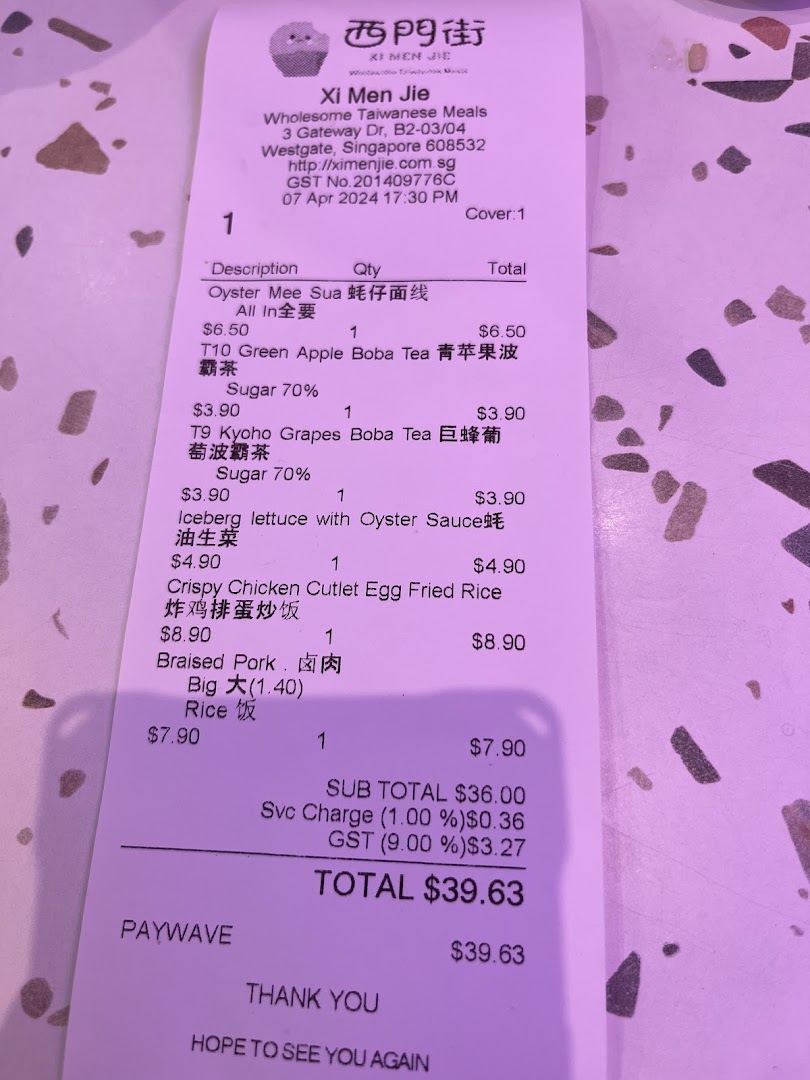 西門街
XI MEN JIE
Wholesome Taiwanese Meals
Xi Men Jie
Wholesome Taiwanese Meals
3 Gateway Dr, B2-03/04
Westgate, Singapore 608532
http://ximenjie.com.sg
GST No.201409776C
07 Apr 2024 17:30 PM
1 Cover:1
Description Qty Total
Oyster Mee Sua 蚝仔面线
All In全要
$6.50 1 $6.50
T10 Green Apple Boba Tea 青苹果波
霸茶
Sugar 70%
$3.90 1 $3.90
T9 Kyoho Grapes Boba Tea 巨蜂葡
萄波霸茶
Sugar 70%
$3.90 1 $3.90
Iceberg lettuce with Oyster Sauce蚝
油生菜
$4.90 1 $4.90
Crispy Chicken Cutlet Egg Fried Rice
炸鸡排蛋炒饭
$8.90 1 $8.90
Braised Pork . 卤肉
Big 大(1.40)
Rice 饭
$7.90 1 $7.90
SUB TOTAL $36.00
Svc Charge (1.00 %)$0.36
GST (9.00 %)$3.27
TOTAL $39.63
PAYWAVE $39.63
THANK YOU
HOPE TO SEE YOU AGAIN